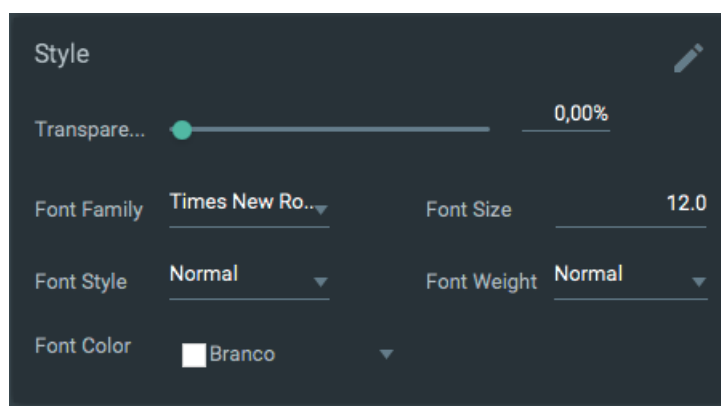 Style
Transpare... 0,00%
Font Family Times New Ro... Font Size 12.0
Font Style Normal Font Weight Normal
Font Color Branco